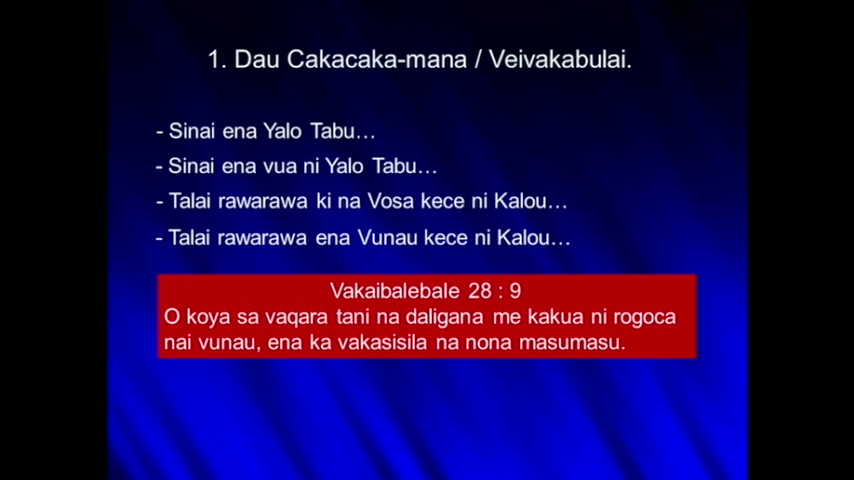 1. Dau Cakacaka-mana / Veivakabulai.
- Sinai ena Yalo Tabu…
- Sinai ena vua ni Yalo Tabu…
- Talai rawarawa ki na Vosa kece ni Kalou…
- Talai rawarawa ena Vunau kece ni Kalou…
Vakaibalebale 28 : 9
O koya sa vaqara tani na daligana me kakua ni rogoca
nai vunau, ena ka vakasisila na nona masumasu.